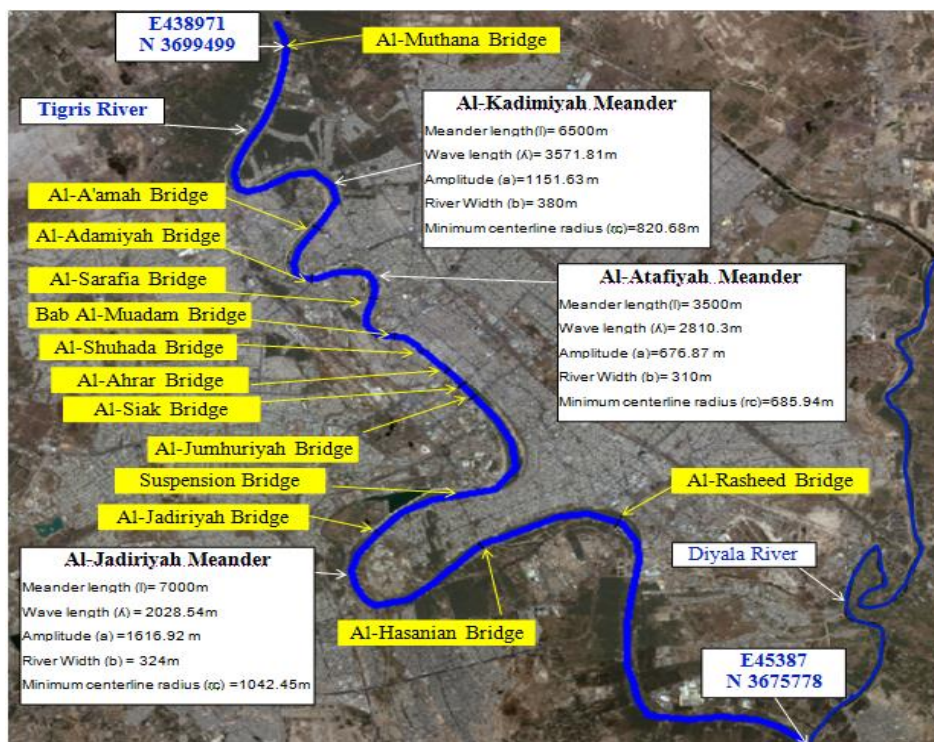 E438971
N 3699499
Al-Muthana Bridge
Tigris River
Al-Kadimiyah Meander
Meander length(l)= 6500m
Wave length (ʎ)= 3571.81m
Amplitude (a)=1151.63m
River Width (b)= 380m
Minimum centerline radius (rc)=820.68m
Al-A'amah Bridge
Al-Adamiyah Bridge
Al-Sarafia Bridge
Bab Al-Muadam Bridge
Al-Shuhada Bridge
Al-Ahrar Bridge
Al-Siak Bridge
Al-Jumhuriyah Bridge
Suspension Bridge
Al-Jadiriyah Bridge
Al-Atafiyah Meander
Meander length(l)= 3500m
Wave length (ʎ)= 2810.3m
Amplitude (a)=676.87m
River Width (b)= 310m
Minimum centerline radius (rc)=685.94m
Al-Rasheed Bridge
Diyala River
Al-Jadiriyah Meander
Meander length (l)= 7000m
Wave length (ʎ)= 2028.54m
Amplitude (a) =1616.92 m
River Width (b) = 324m
Minimum centerline radius (rc) =1042.45m
Al-Hasanian Bridge
E45387
N 3675778